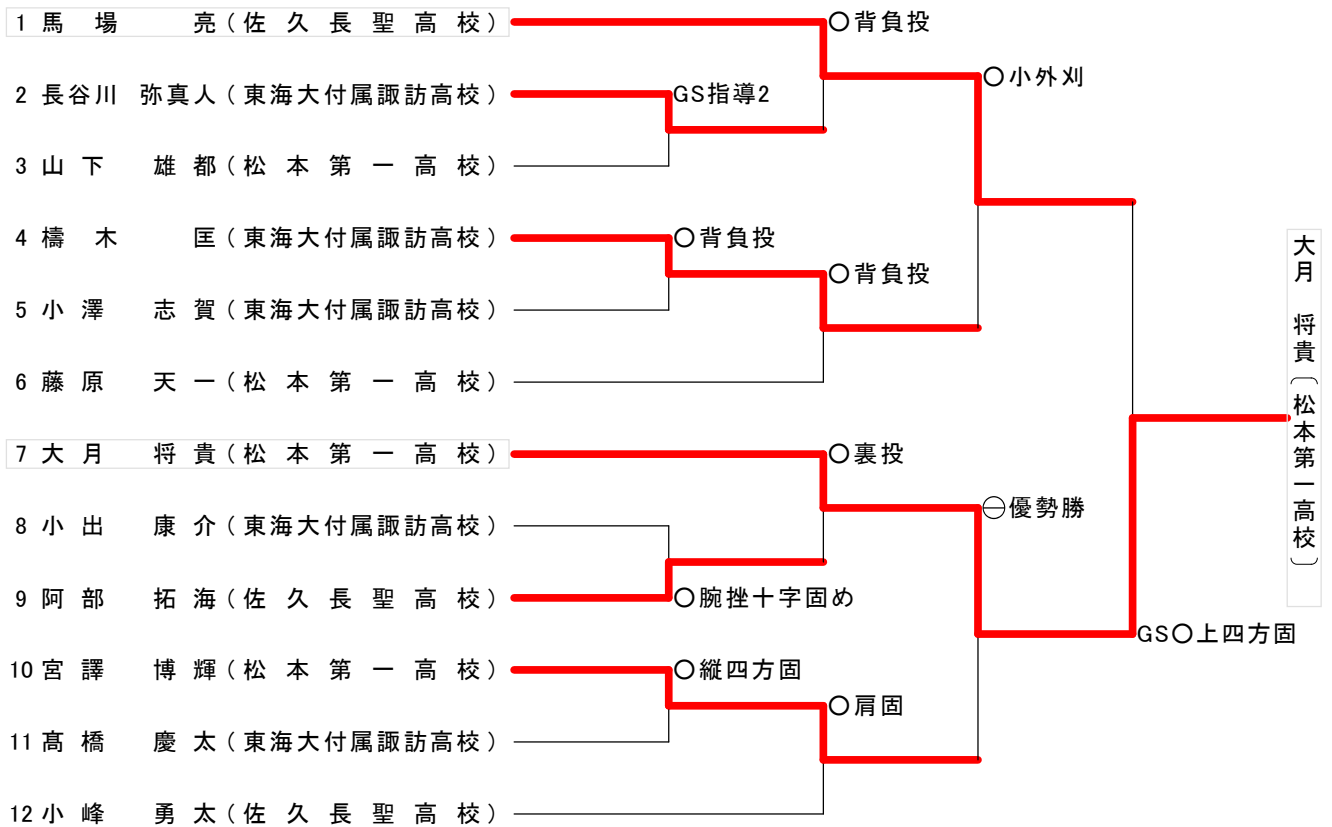 1 馬場 亮(佐久長聖高校)
○背負投
○小外刈
2 長谷川 弥真人(東海大付属諏訪高校)
GS指導2
3 山下 雄都(松本第一高校)
4 檮木 匡(東海大付属諏訪高校)
○背負投
○背負投
5 小澤 志賀(東海大付属諏訪高校)
6 藤原 天一(松本第一高校)
大月 将貴(松本第一高校)
7 大月 将貴(松本第一高校)
○裏投
⊖優勢勝
8 小出 康介(東海大付属諏訪高校)
9 阿部 拓海(佐久長聖高校)
○腕挫十字固め
GS○上四方固
10 宮譯 博輝(松本第一高校)
○縦四方固
○肩固
11 髙橋 慶太(東海大付属諏訪高校)
12 小峰 勇太(佐久長聖高校)